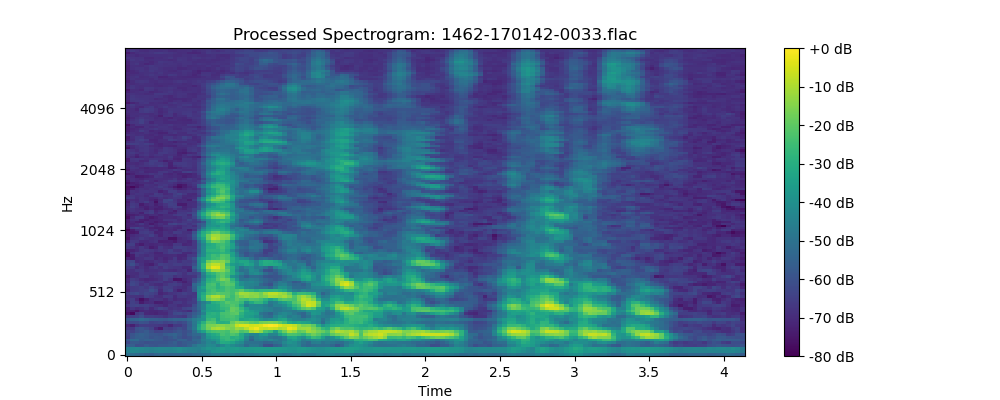 Processed Spectrogram: 1462-170142-0033.flac
Hz
4096
2048
1024
512
0
0
0.5
1
1.5
2
2.5
3
3.5
4
Time
+0 dB
-10 dB
-20 dB
-30 dB
-40 dB
-50 dB
-60 dB
-70 dB
-80 dB